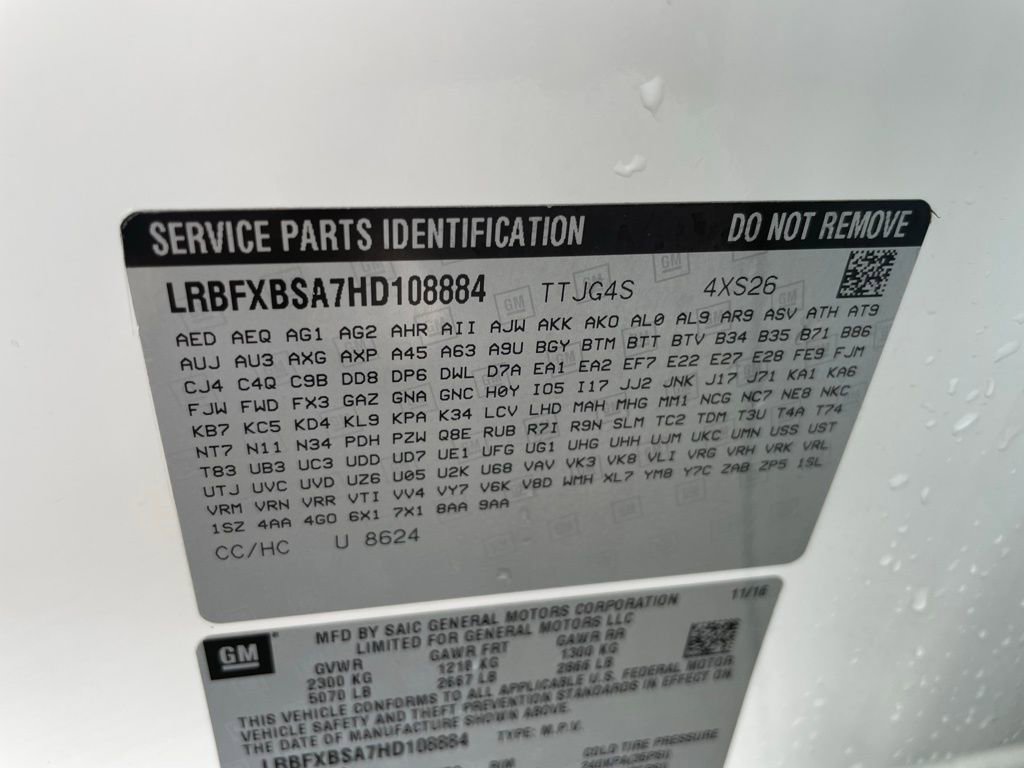 SERVICE PARTS IDENTIFICATION DO NOT REMOVE
LRBFXBSA7HD108884 TTJG4S 4XS26
AED AEQ AG1 AG2 AHR AII AJW AKK AKO AL0 AL9 AR9 ASV ATH AT9
AUJ AU3 AXG AXP A45 A63 A9U BGY BTM BTT BTV B34 B35 B71 B86
CJ4 C4Q C9B DD8 DP6 DWL D7A EA1 EA2 EF7 E22 E27 E28 FE9 FJM
FJW FWD FX3 GAZ GNA GNC H0Y IO5 I17 JJ2 JNK J17 J71 KA1 KA6
KB7 KC5 KD4 KL9 KPA K34 LCV LHD MAH MHG MM1 NCG NC7 NE8 NKC
NT7 N11 N34 PDH PZW Q8E RUB R7I R9N SLM TC2 TDM T3U T4A T74
T83 UB3 UC3 UDD UD7 UE1 UFG UG1 UHG UHH UJM UKC UMN USS UST
UTJ UVC UVD UZ6 U05 U2K U68 VAV VK3 VK8 VLI VRG VRH VRK VRL
VRM VRN VRR VTI VV4 VY7 V6K V8D WMH XL7 YM8 Y7C ZAB ZP5 1SL
1SZ 4AA 4GO 6X1 7X1 8AA 9AA
CC/HC U 8624
GM
MFD BY SAIC GENERAL MOTORS CORPORATION 11/16
LIMITED FOR GENERAL MOTORS LLC
GVWR GAWR FRT GAWR RR
2300 KG 1218 KG 1300 KG
5070 LB 2687 LB 2866 LB
THIS VEHICLE CONFORMS TO ALL APPLICABLE U.S. FEDERAL MOTOR
VEHICLE SAFETY AND THEFT PREVENTION STANDARDS IN EFFECT ON
THE DATE OF MANUFACTURE SHOWN ABOVE.
LRBFXBSA7HD108884 TYPE: M.P.V.
RIM COLD TIRE PRESSURE